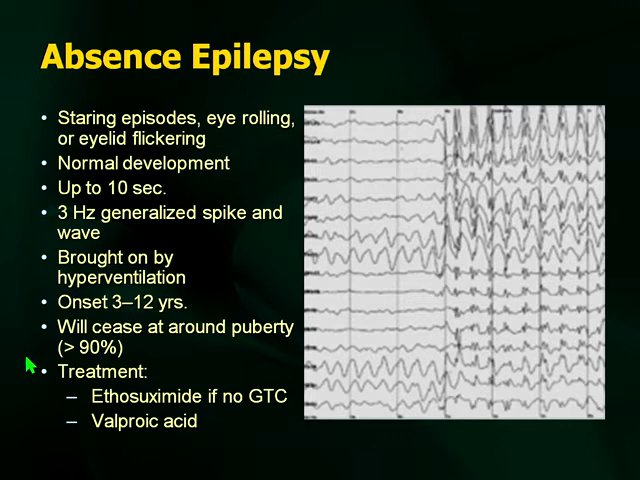 Absence Epilepsy
• Staring episodes, eye rolling,
or eyelid flickering
• Normal development
• Up to 10 sec.
• 3 Hz generalized spike and
wave
• Brought on by
hyperventilation
• Onset 3–12 yrs.
• Will cease at around puberty
(> 90%)
• Treatment:
– Ethosuximide if no GTC
– Valproic acid